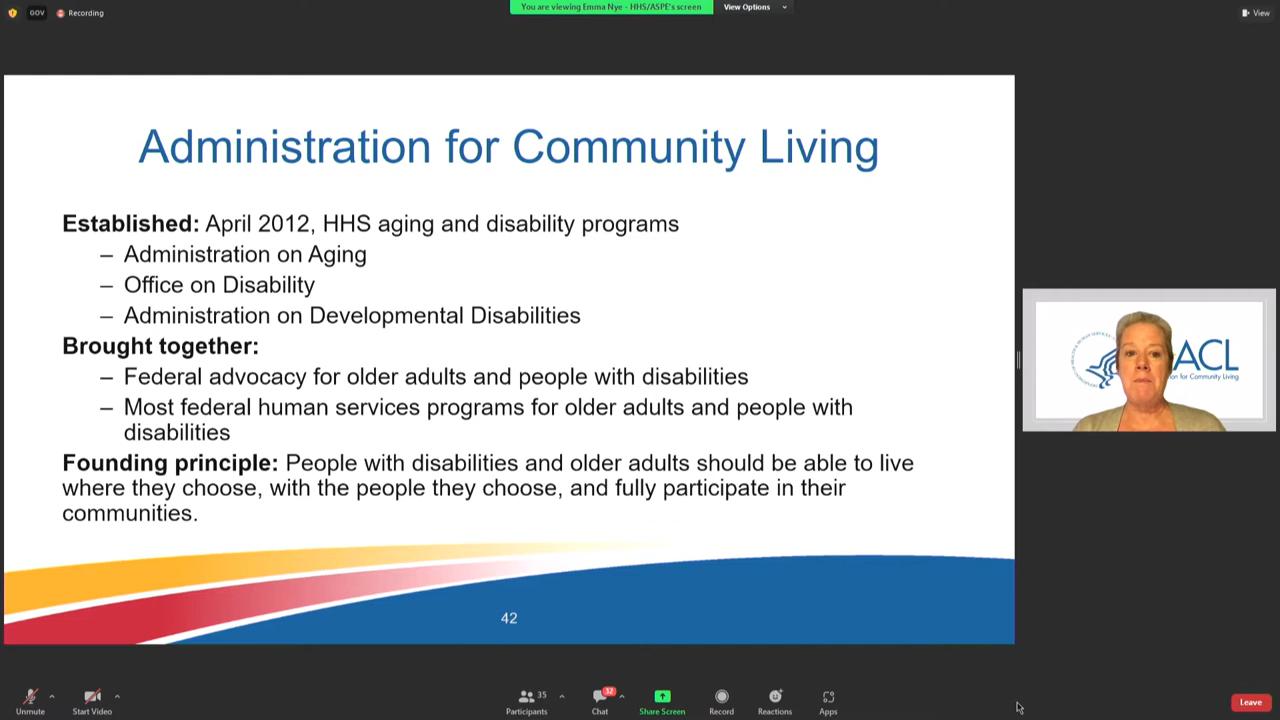 GOV
Recording
You are viewing Emma Nye - HHS/ASPE's screen
View Options
View
Administration for Community Living
Established: April 2012, HHS aging and disability programs
– Administration on Aging
– Office on Disability
– Administration on Developmental Disabilities
Brought together:
– Federal advocacy for older adults and people with disabilities
– Most federal human services programs for older adults and people with
disabilities
Founding principle: People with disabilities and older adults should be able to live
where they choose, with the people they choose, and fully participate in their
communities.
42
ACL
for Community Living
Unmute
Start Video
35
Participants
32
Chat
Share Screen
Record
Reactions
Apps
Leave